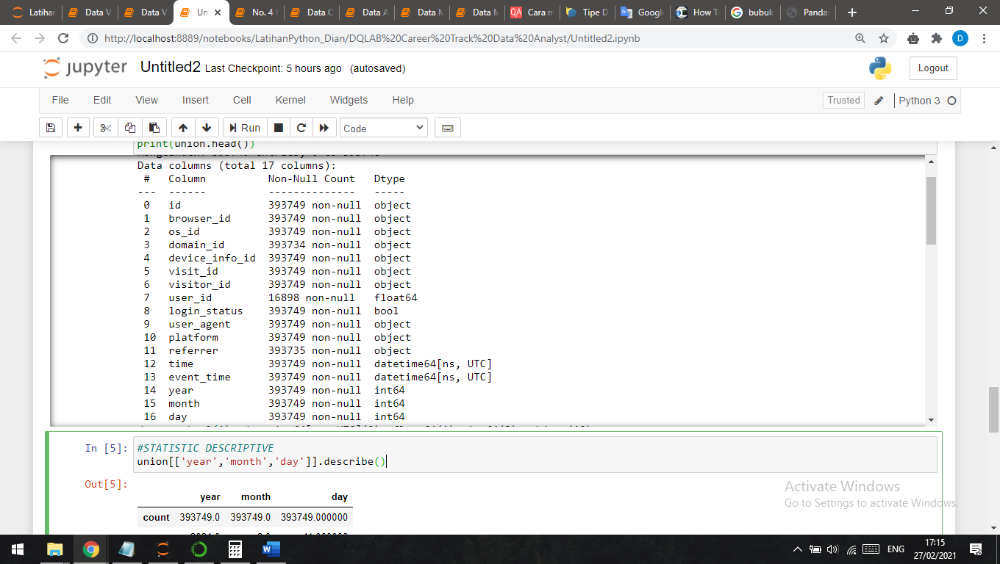 Latihan
Data V
Data V
Un
No. 4
Data C
Data A
Data M
Data M
QA Cara m
Tipe D
Googl
How T
bubuk
Panda
http://localhost:8889/notebooks/LatihanPython_Dian/DQLAB%20Career%20Track%20Data%20Analyst/Untitled2.ipynb
D
jupyter Untitled2 Last Checkpoint: 5 hours ago (autosaved)
Logout
File Edit View Insert Cell Kernel Widgets Help
Trusted Python 3
Run Code
print(union.head())
Data columns (total 17 columns):
# Column Non-Null Count Dtype
--- ------ -------------- -----
0 id 393749 non-null object
1 browser_id 393749 non-null object
2 os_id 393749 non-null object
3 domain_id 393734 non-null object
4 device_info_id 393749 non-null object
5 visit_id 393749 non-null object
6 visitor_id 393749 non-null object
7 user_id 16898 non-null float64
8 login_status 393749 non-null bool
9 user_agent 393749 non-null object
10 platform 393749 non-null object
11 referrer 393735 non-null object
12 time 393749 non-null datetime64[ns, UTC]
13 event_time 393749 non-null datetime64[ns, UTC]
14 year 393749 non-null int64
15 month 393749 non-null int64
16 day 393749 non-null int64
In [5]: #STATISTIC DESCRIPTIVE
union[['year','month','day']].describe()
Out[5]:
year month day
count 393749.0 393749.0 393749.000000
Activate Windows
Go to Settings to activate Windows.
ENG
17:15
27/02/2021